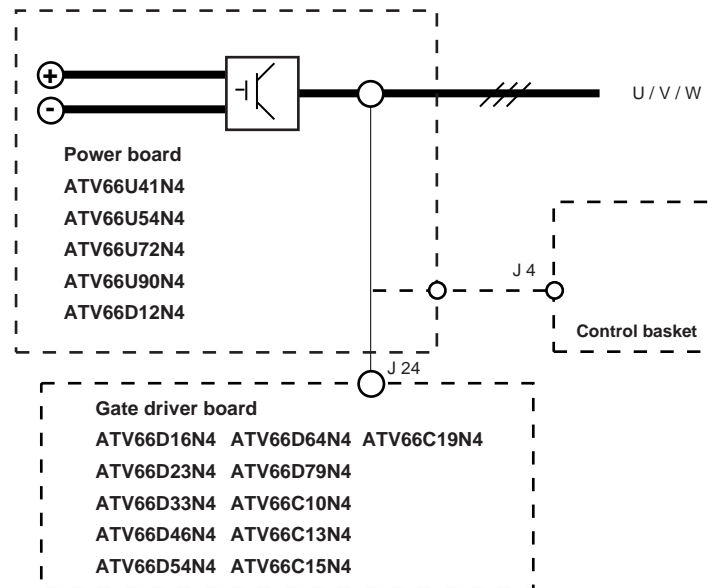 +
-
U / V / W
Power board
ATV66U41N4
ATV66U54N4
ATV66U72N4
ATV66U90N4
ATV66D12N4
J 4
Control basket
J 24
Gate driver board
ATV66D16N4 ATV66D64N4 ATV66C19N4
ATV66D23N4 ATV66D79N4
ATV66D33N4 ATV66C10N4
ATV66D46N4 ATV66C13N4
ATV66D54N4 ATV66C15N4